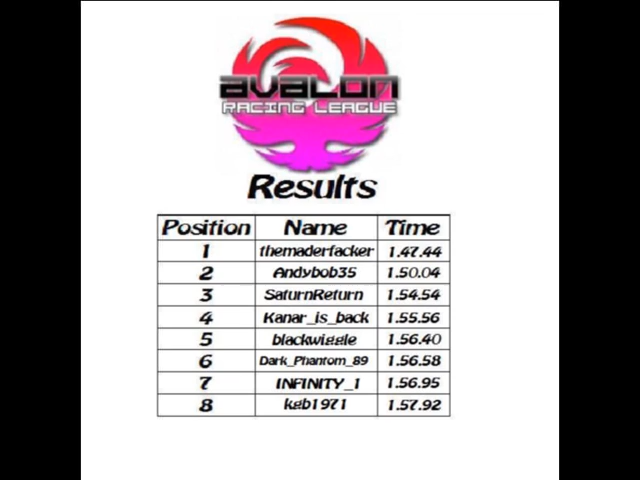 AVALON
RACING LEAGUE
Results
Position Name Time
1 themaderfacker 1.47.44
2 Andybob35 1.50.04
3 SaturnReturn 1.54.54
4 Kanar_is_back 1.55.56
5 blackwiggle 1.56.40
6 Dark_Phantom_89 1.56.58
7 INFINITY_1 1.56.95
8 kgb1971 1.57.92